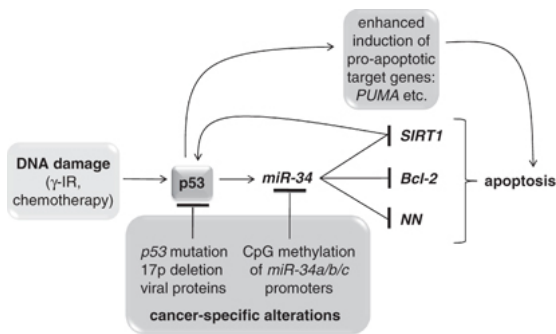 enhanced
induction of
pro-apoptotic
target genes:
PUMA etc.
SIRT1
DNA damage
(γ-IR,
chemotherapy)
p53
miR-34
Bcl-2
apoptosis
NN
p53 mutation
17p deletion
viral proteins
CpG methylation
of miR-34a/b/c
promoters
cancer-specific alterations